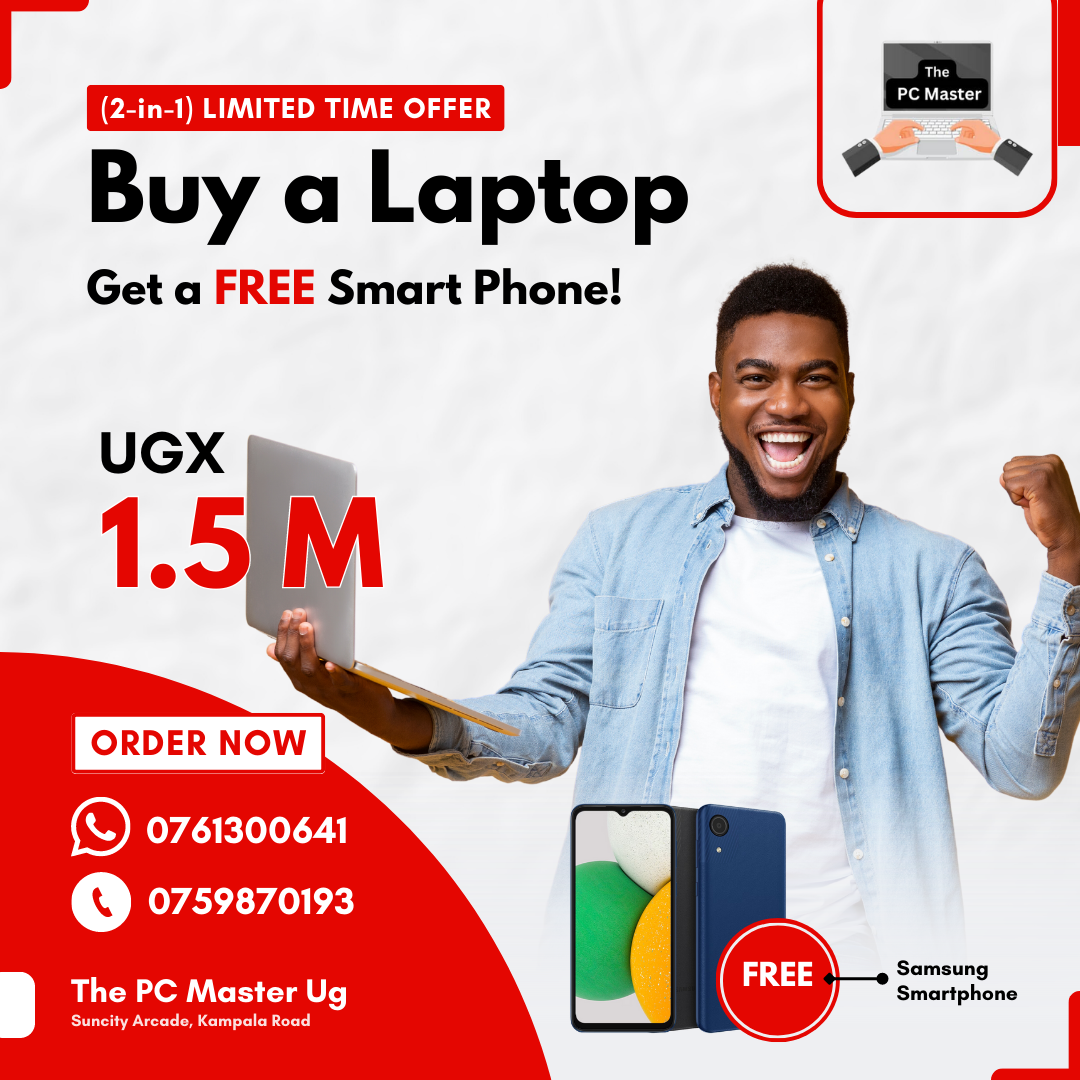 The
PC Master
(2-in-1) LIMITED TIME OFFER
Buy a Laptop
Get a FREE Smart Phone!
UGX
1.5 M
ORDER NOW
0761300641
0759870193
The PC Master Ug
Suncity Arcade, Kampala Road
FREE
Samsung
Smartphone